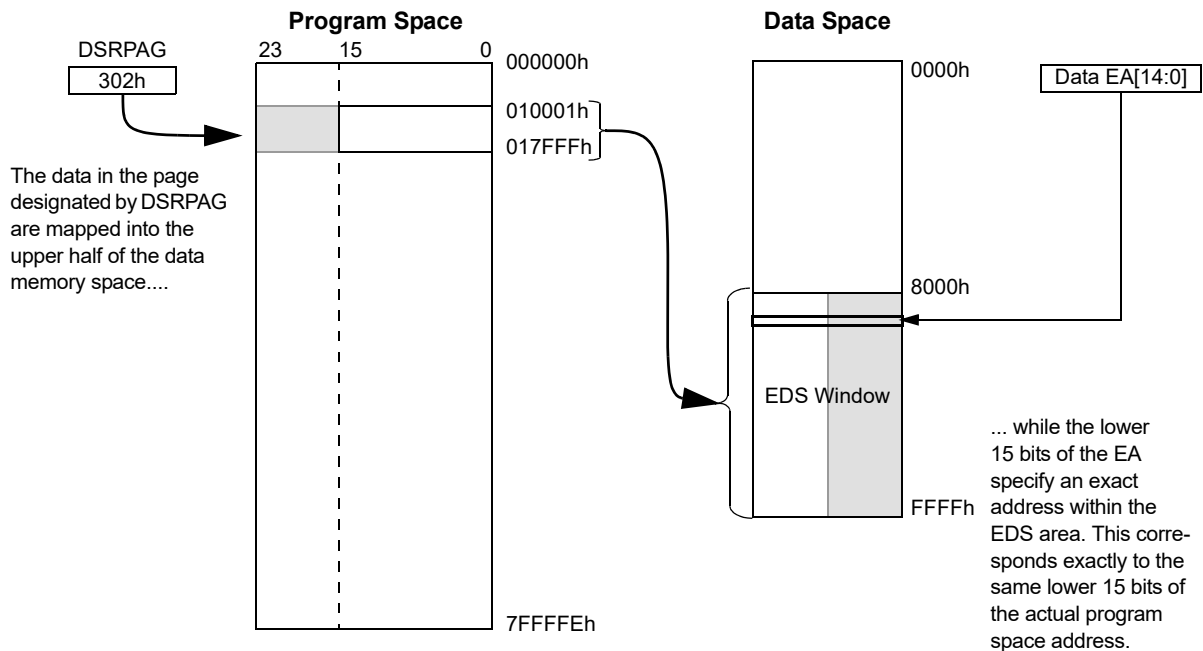 Program Space
Data Space
DSRPAG
302h
23 15 0
000000h
010001h
017FFFh
7FFFFEh
The data in the page
designated by DSRPAG
are mapped into the
upper half of the data
memory space....
0000h
Data EA[14:0]
8000h
EDS Window
FFFFh
... while the lower
15 bits of the EA
specify an exact
address within the
EDS area. This corre-
sponds exactly to the
same lower 15 bits of
the actual program
space address.